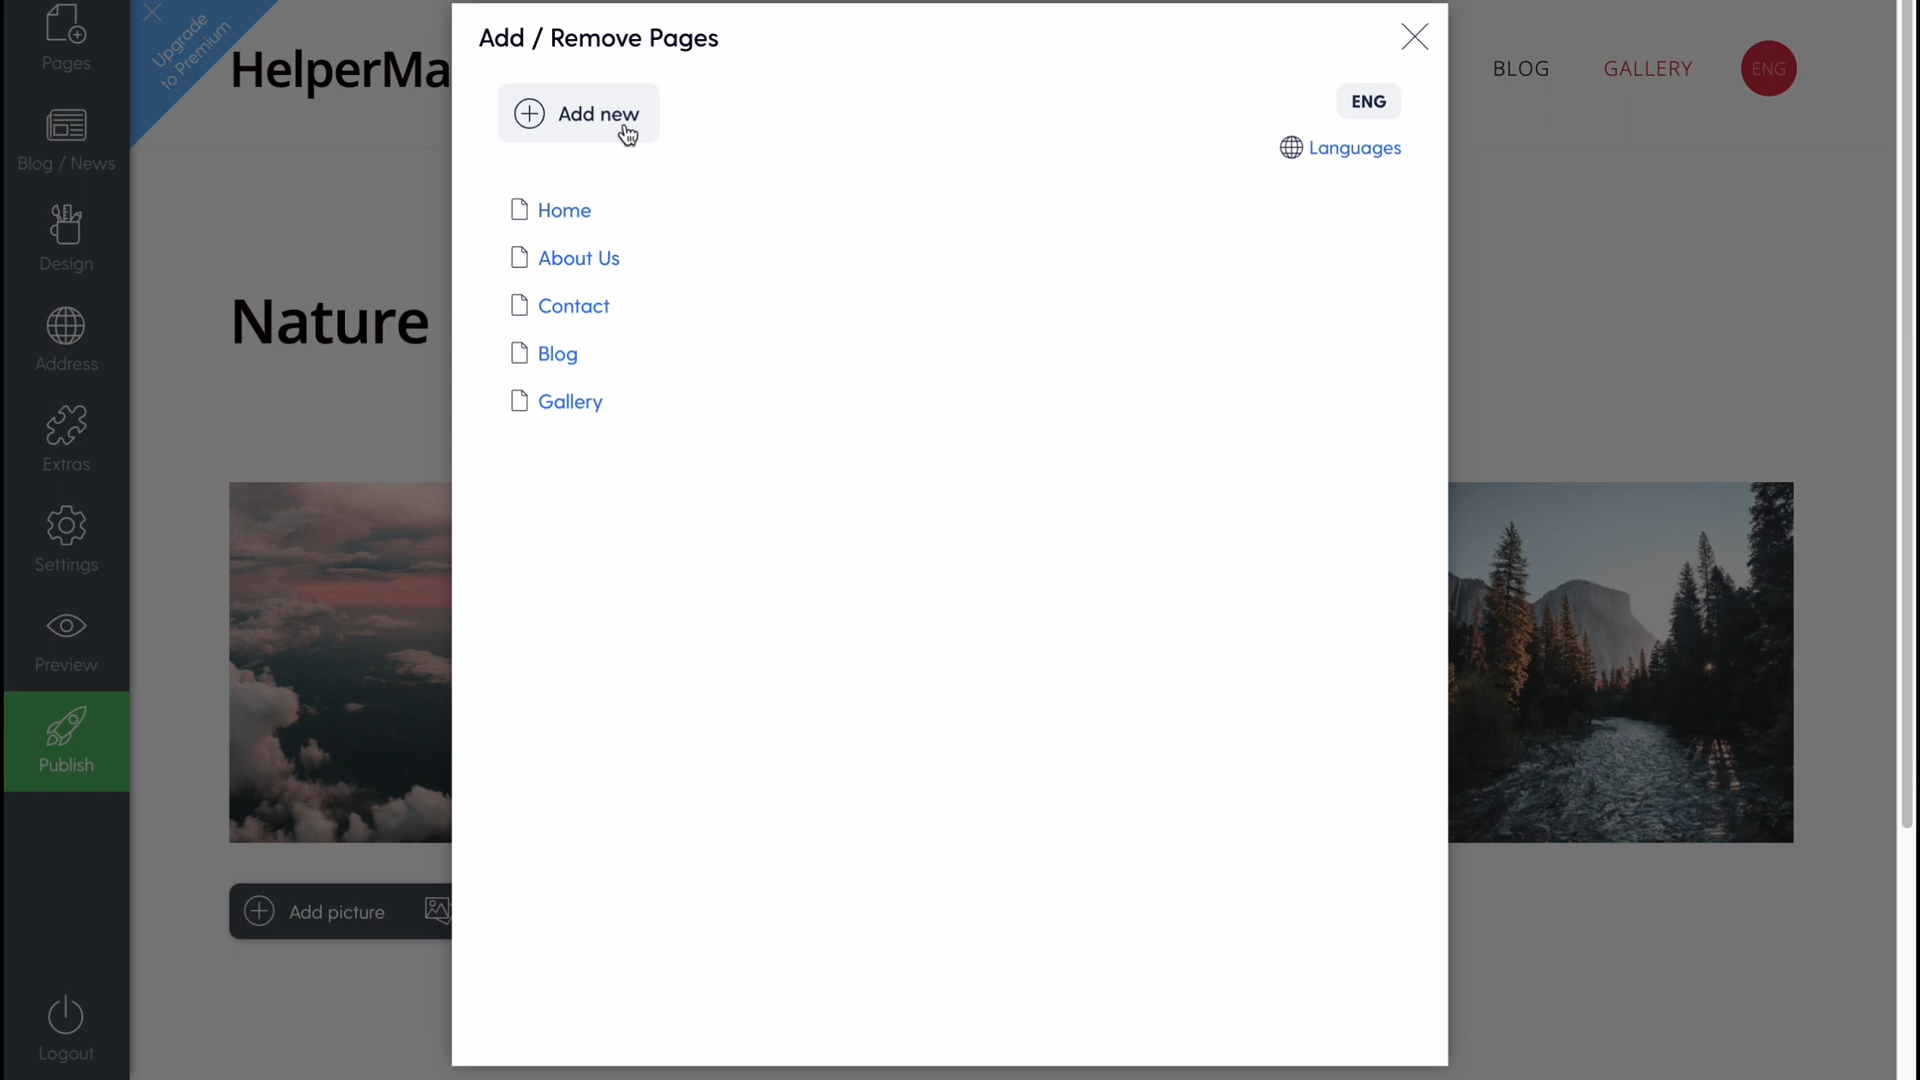 Pages
Blog / News
Design
Address
Extras
Settings
Preview
Publish
Logout
Upgrade
to Premium
HelperMa
BLOG
GALLERY
ENG
Nature
Add picture
Add / Remove Pages
Add new
ENG
Languages
Home
About Us
Contact
Blog
Gallery